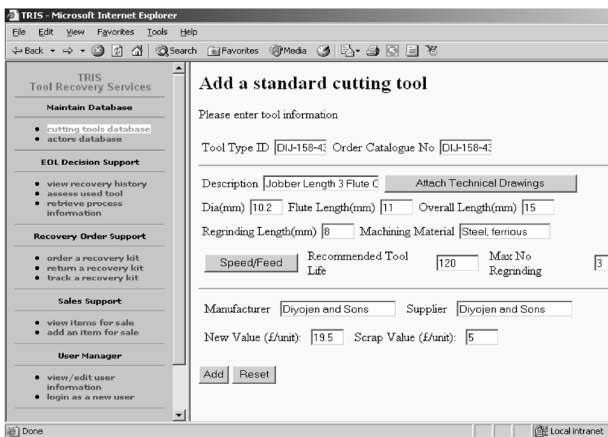 TRIS - Microsoft Internet Explorer
File Edit View Favorites Tools Help
Back Search Favorites Media
TRIS
Tool Recovery Services
Maintain Database
cutting tools database
actors database
EOL Decision Support
view recovery history
assess used tool
retrieve process
information
Recovery Order Support
order a recovery kit
return a recovery kit
track a recovery kit
Sales Support
view items for sale
add an item for sale
User Manager
view/edit user
information
login as a new user
Add a standard cutting tool
Please enter tool information
Tool Type ID DIJ-158-43 Order Catalogue No DIJ-158-43
Description Jobber Length 3 Flute C Attach Technical Drawings
Dia(mm) 10.2 Flute Length(mm) 11 Overall Length(mm) 15
Regrinding Length(mm) 8 Machining Material Steel, ferrious
Speed/Feed Recommended Tool Life 120 Max No Regrinding 3
Manufacturer Diyojen and Sons Supplier Diyojen and Sons
New Value (£/unit): 19.5 Scrap Value (£/unit): 5
Add Reset
Done Local intranet